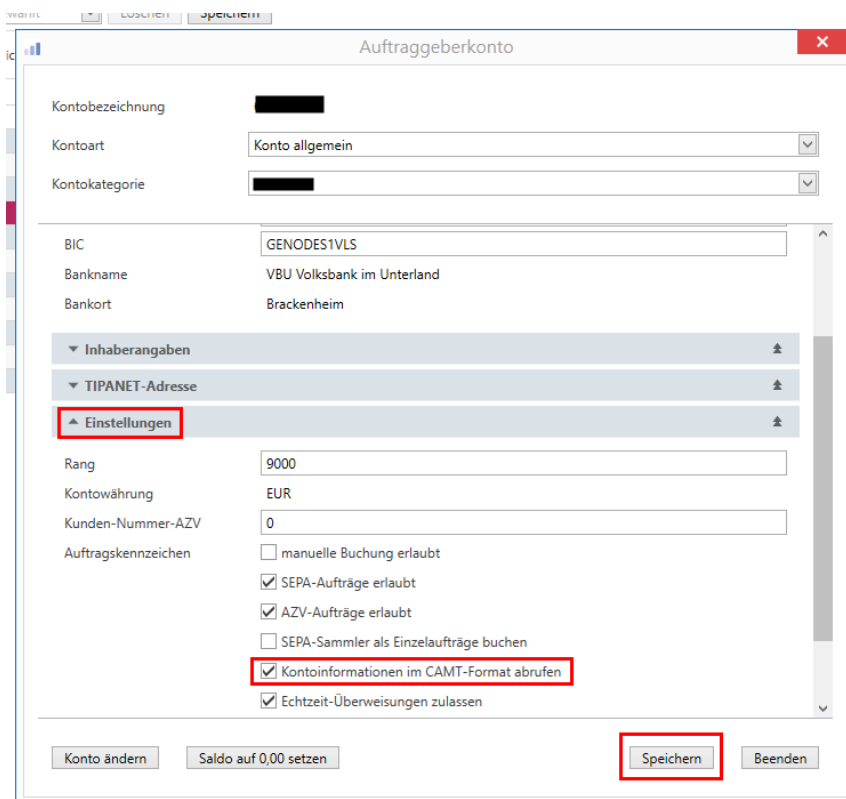 Löschen Speichern
Auftraggeberkonto
Kontobezeichnung
Kontoart Konto allgemein
Kontokategorie
BIC GENODES1VLS
Bankname VBU Volksbank im Unterland
Bankort Brackenheim
Inhaberangaben
TIPANET-Adresse
Einstellungen
Rang 9000
Kontowährung EUR
Kunden-Nummer-AZV 0
Auftragskennzeichen manuelle Buchung erlaubt
SEPA-Aufträge erlaubt
AZV-Aufträge erlaubt
SEPA-Sammler als Einzelaufträge buchen
Kontoinformationen im CAMT-Format abrufen
Echtzeit-Überweisungen zulassen
Konto ändern Saldo auf 0,00 setzen Speichern Beenden